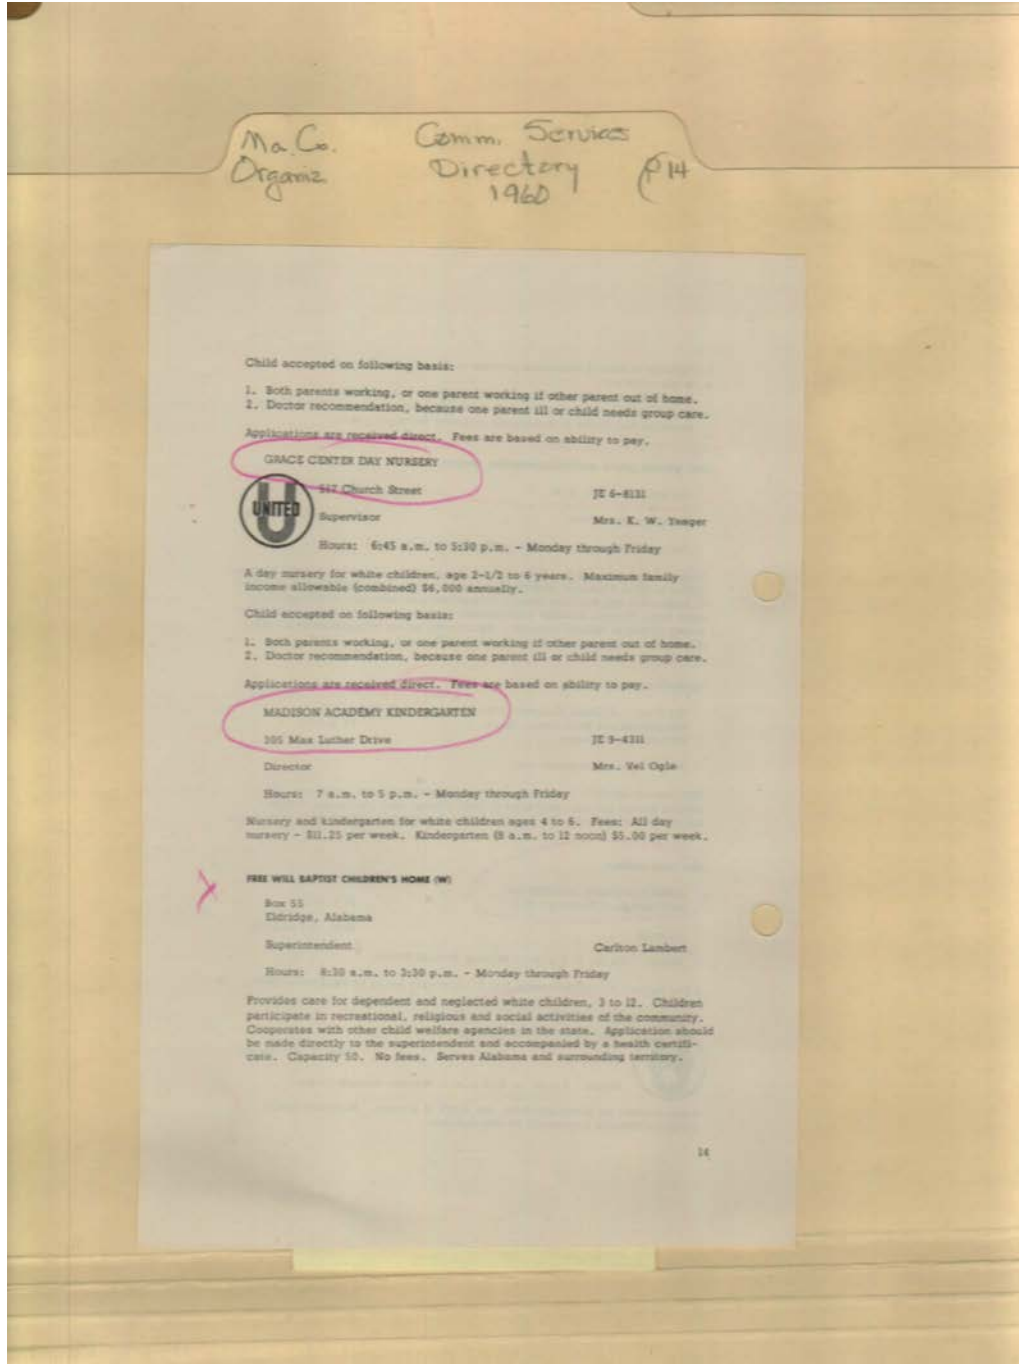 Ma. Co. Comm. Services
Organiz Directory P 14
1960
Child accepted on following basis:
1. Both parents working, or one parent working if other parent out of home.
2. Doctor recommendation, because one parent ill or child needs group care.
Applications are received direct. Fees are based on ability to pay.
GRACE CENTER DAY NURSERY
517 Church Street JE 6-8131
UNITED
Supervisor Mrs. K. W. Yeager
Hours: 6:45 a.m. to 5:30 p.m. - Monday through Friday
A day nursery for white children, age 2-1/2 to 6 years. Maximum family
income allowable (combined) $6,000 annually.
Child accepted on following basis:
1. Both parents working, or one parent working if other parent out of home.
2. Doctor recommendation, because one parent ill or child needs group care.
Applications are received direct. Fees are based on ability to pay.
MADISON ACADEMY KINDERGARTEN
305 Max Luther Drive JE 9-4311
Director Mrs. Vel Ogle
Hours: 7 a.m. to 5 p.m. - Monday through Friday
Nursery and kindergarten for white children ages 4 to 6. Fees: All day
nursery - $11.25 per week. Kindergarten (8 a.m. to 12 noon) $5.00 per week.
FREE WILL BAPTIST CHILDREN'S HOME (W)
Box 55
Eldridge, Alabama
Superintendent Carlton Lambert
Hours: 8:30 a.m. to 3:30 p.m. - Monday through Friday
Provides care for dependent and neglected white children, 3 to 12. Children
participate in recreational, religious and social activities of the community.
Cooperates with other child welfare agencies in the state. Application should
be made directly to the superintendent and accompanied by a health certifi-
cate. Capacity 50. No fees. Serves Alabama and surrounding territory.
14